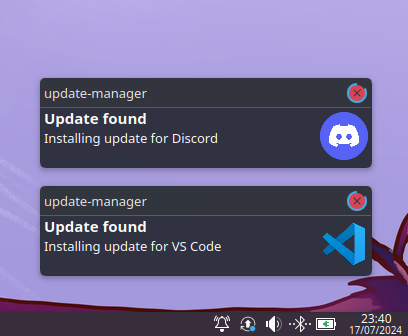 update-manager
Update found
Installing update for Discord
update-manager
Update found
Installing update for VS Code
23:40
17/07/2024